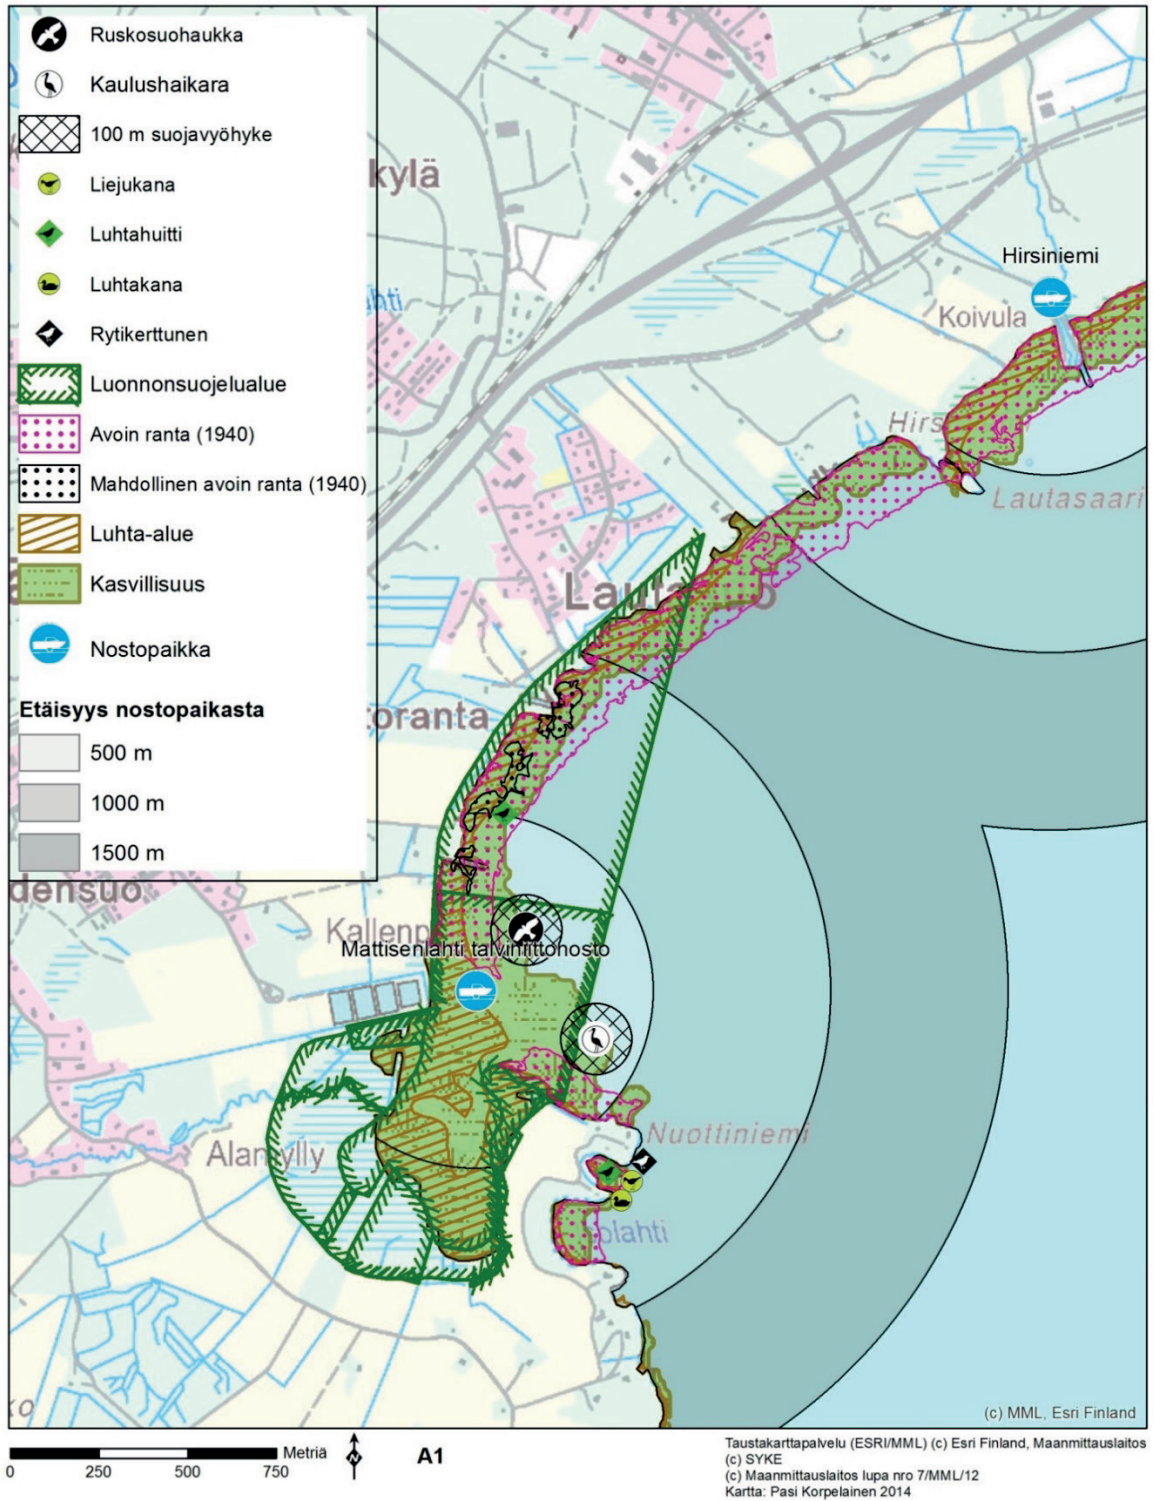 Ruskosuohaukka
Kaulushaikara
100 m suojavyöhyke
Liejukana
Luhtahuitti
Luhtakana
Rytikerttunen
Luonnonsuojelualue
Avoin ranta (1940)
Mahdollinen avoin ranta (1940)
Luhta-alue
Kasvillisuus
Nostopaikka
Etäisyys nostopaikasta
500 m
1000 m
1500 m
kylä
Hirsiniemi
Koivula
Lautasaari
oranta
densuo
Mattisenlahti talviniittohosto
Nuottiniemi
olahti
(c) MML, Esri Finland
Metriä
0 250 500 750
A1
Taustakarttapalvelu (ESRI/MML) (c) Esri Finland, Maanmittauslaitos
(c) SYKE
(c) Maanmittauslaitos lupa nro 7/MML/12
Kartta: Pasi Korpelainen 2014